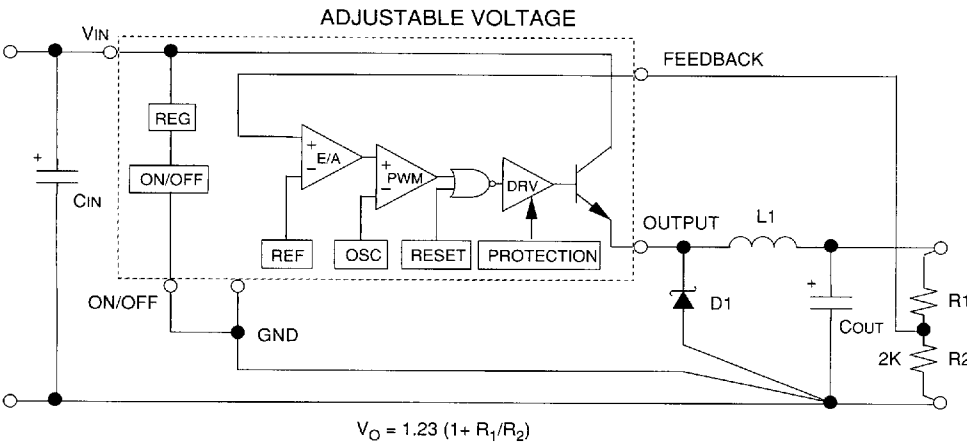 ADJUSTABLE VOLTAGE
VIN
FEEDBACK
REG
+
E/A
−
ON/OFF
+
PWM
−
DRV
+
CIN
OUTPUT
L1
REF
OSC
RESET
PROTECTION
ON/OFF
GND
D1
+
COUT
R1
2K
R2
VO = 1.23 (1+ R1/R2)